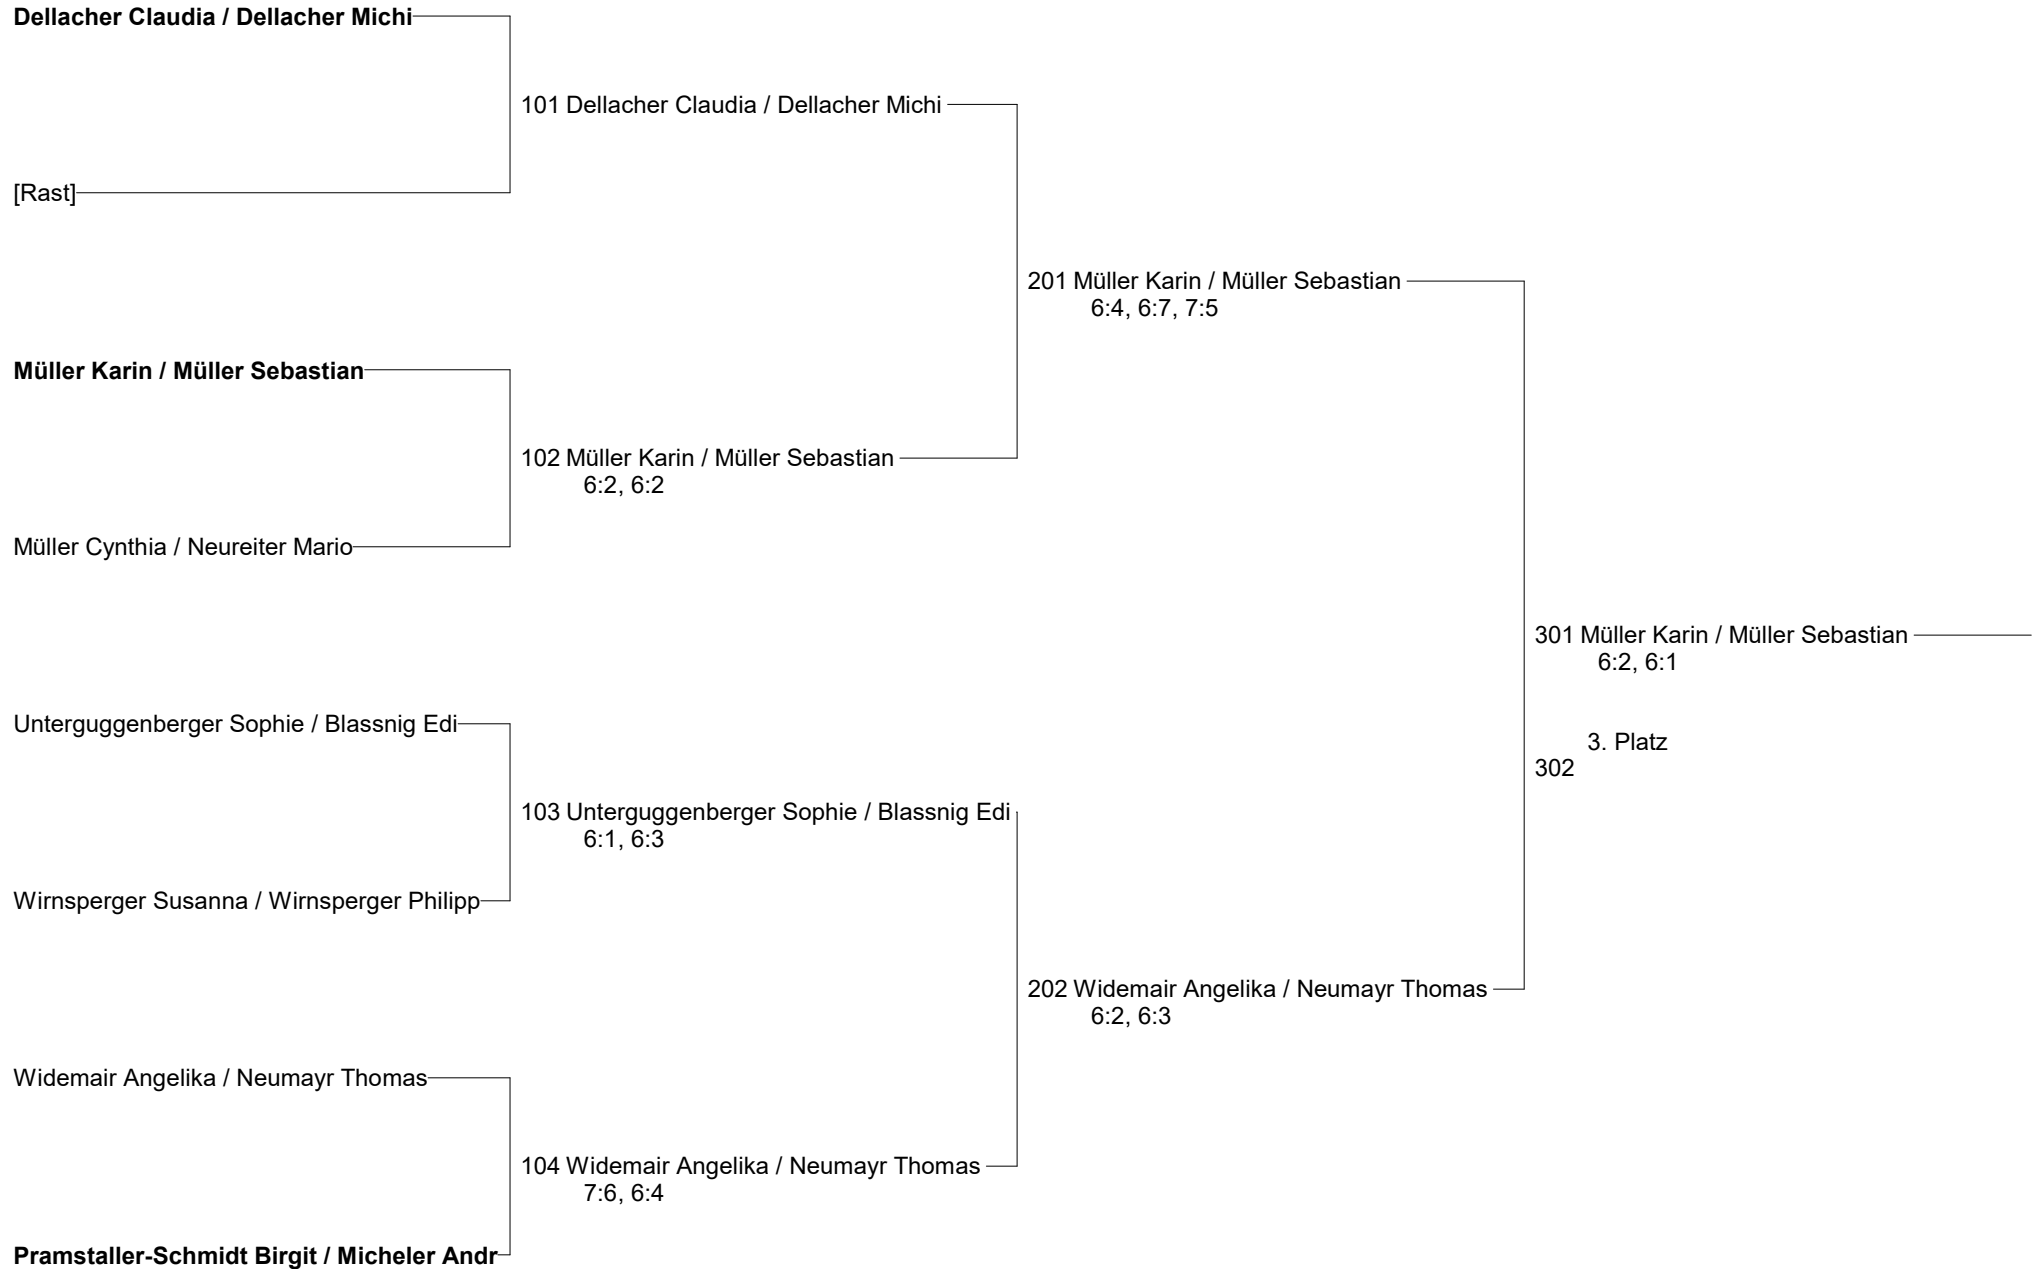 Dellacher Claudia / Dellacher Michi
101 Dellacher Claudia / Dellacher Michi
[Rast]
201 Müller Karin / Müller Sebastian
6:4, 6:7, 7:5
Müller Karin / Müller Sebastian
102 Müller Karin / Müller Sebastian
6:2, 6:2
Müller Cynthia / Neureiter Mario
301 Müller Karin / Müller Sebastian
6:2, 6:1
Unterguggenberger Sophie / Blassnig Edi
3. Platz
302
103 Unterguggenberger Sophie / Blassnig Edi
6:1, 6:3
Wirnsperger Susanna / Wirnsperger Philipp
202 Widemair Angelika / Neumayr Thomas
6:2, 6:3
Widemair Angelika / Neumayr Thomas
104 Widemair Angelika / Neumayr Thomas
7:6, 6:4
Pramstaller-Schmidt Birgit / Micheler Andr